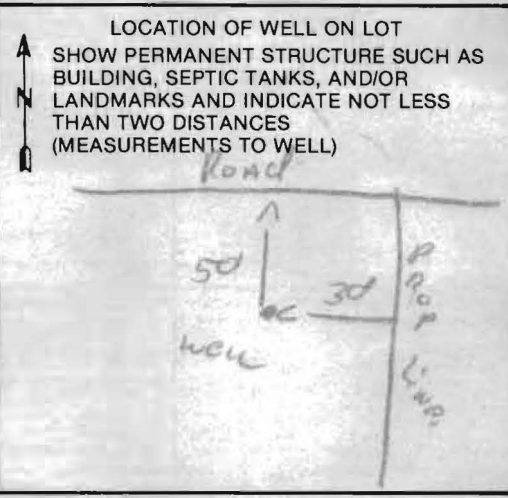 LOCATION OF WELL ON LOT
SHOW PERMANENT STRUCTURE SUCH AS
BUILDING, SEPTIC TANKS, AND/OR
N LANDMARKS AND INDICATE NOT LESS
THAN TWO DISTANCES
(MEASUREMENTS TO WELL)
ROAD
50'
30'
well
PROP
Line